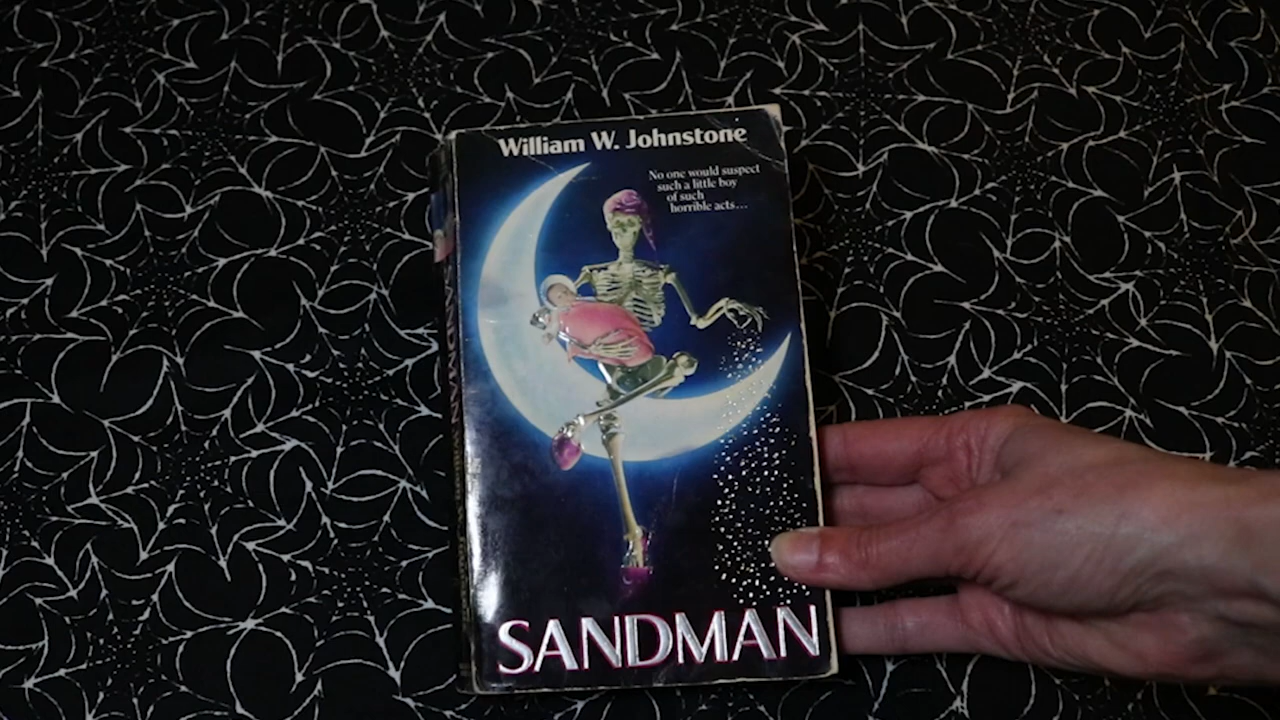 William W. Johnstone
No one would suspect
such a little boy
of such
horrible acts...
SANDMAN